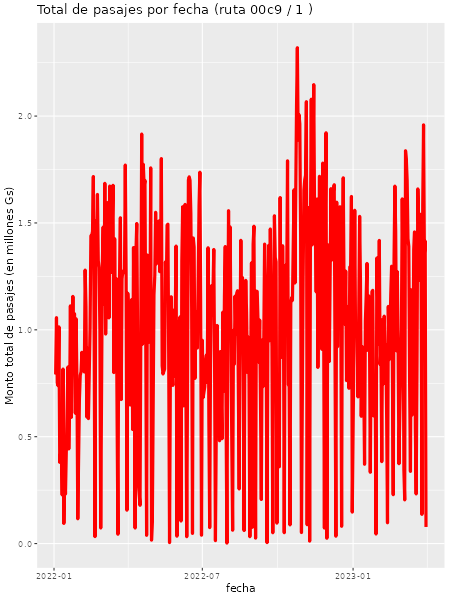 Total de pasajes por fecha (ruta 00c9 / 1 )
Monto total de pasajes (en millones Gs)
2.0
1.5
1.0
0.5
0.0
2022-01 2022-07 2023-01
fecha